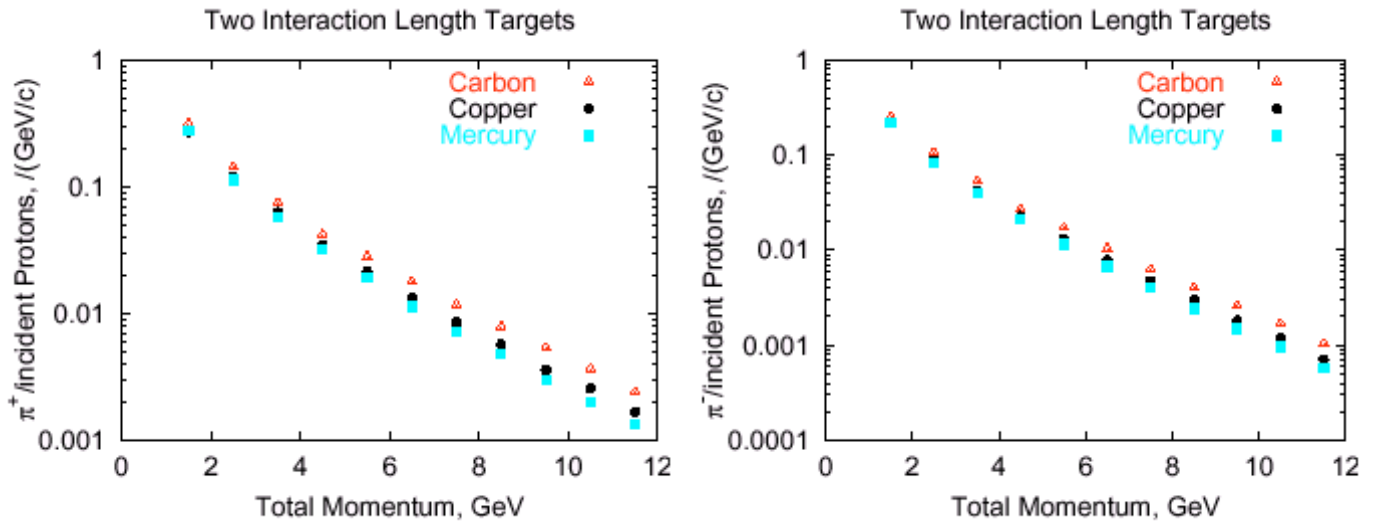 Two Interaction Length Targets
π+/incident Protons, /(GeV/c)
1
0.1
0.01
0.001
Carbon
Copper
Mercury
0 2 4 6 8 10 12
Total Momentum, GeV
Two Interaction Length Targets
π-/incident Protons, /(GeV/c)
1
0.1
0.01
0.001
0.0001
Carbon
Copper
Mercury
0 2 4 6 8 10 12
Total Momentum, GeV